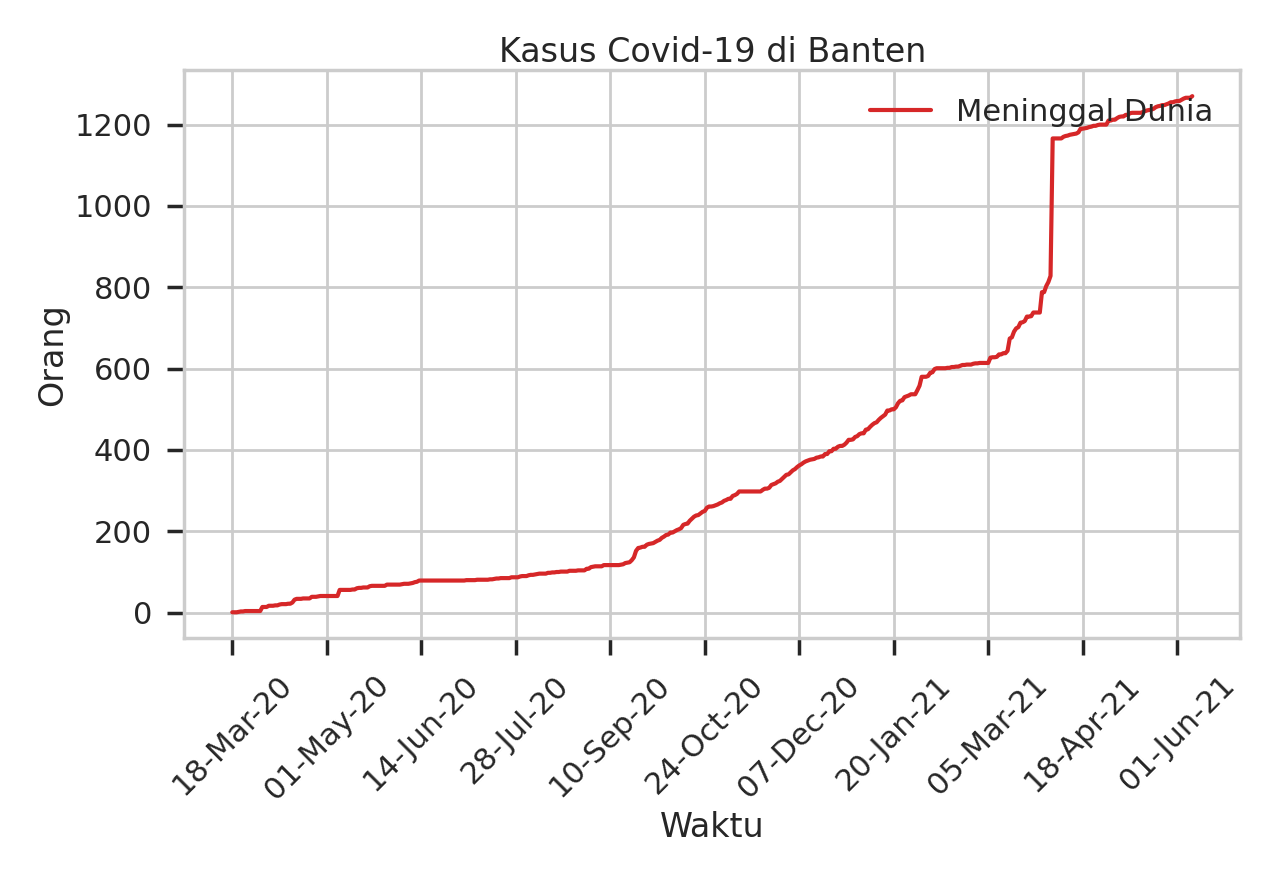 Kasus Covid-19 di Banten
Meninggal Dunia
1200
1000
800
600
400
200
0
Orang
18-Mar-20
01-May-20
14-Jun-20
28-Jul-20
10-Sep-20
24-Oct-20
07-Dec-20
20-Jan-21
05-Mar-21
18-Apr-21
01-Jun-21
Waktu